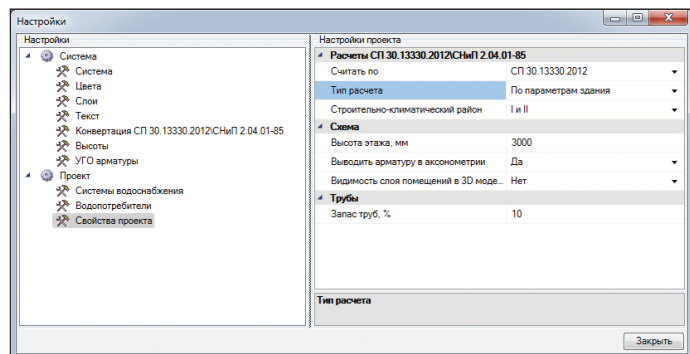 Настройки
Настройки
Система
Система
Цвета
Слои
Текст
Конвертация СП 30.13330.2012\СНиП 2.04.01-85
Высоты
УГО арматуры
Проект
Системы водоснабжения
Водопотребители
Свойства проекта
Настройки проекта
Расчеты СП 30.13330.2012\СНиП 2.04.01-85
Считать по СП 30.13330.2012
Тип расчета По параметрам здания
Строительно-климатический район I и II
Схема
Высота этажа, мм 3000
Выводить арматуру в аксонометрии Да
Видимость слоя помещений в 3D моде... Нет
Трубы
Запас труб, % 10
Тип расчета
Закрыть